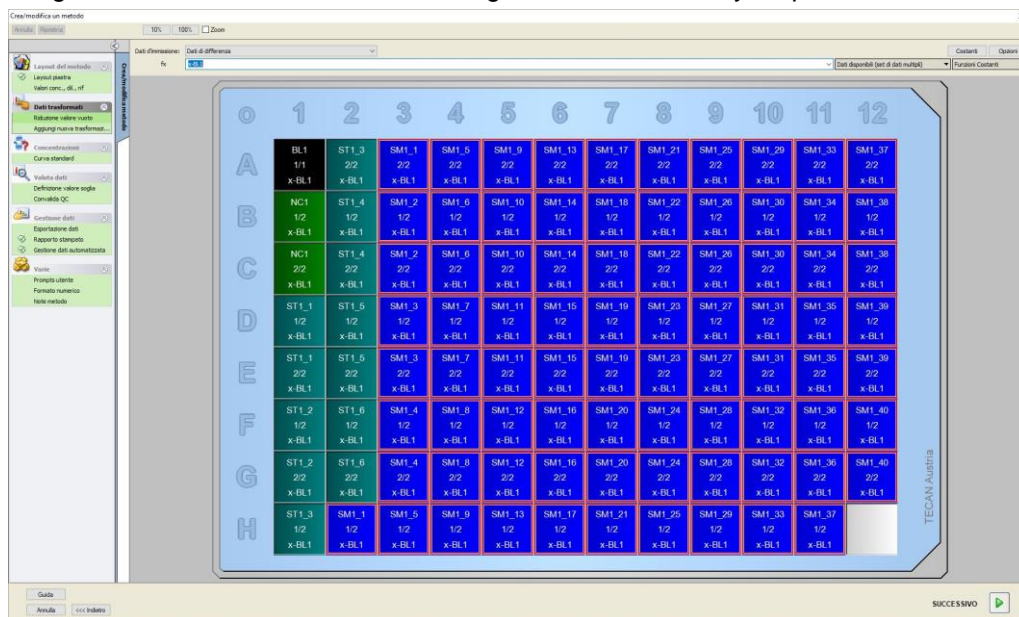 Crea/modifica un metodo
Annulla Ripristina 10% 100% Zoom
Dati d'immissione: Dati di differenza Costanti Opzioni
fx x-BL1 Dati disponibili (set di dati multipli) Funzioni Costanti
Crea/modifica metodo
Layout del metodo
Layout piastra
Valori conc., dil., rif
Dati trasformati
Riduzione valore vuoto
Aggiungi nuova trasformaz...
Concentrazioni
Curva standard
Valuta dati
Definizione valore soglia
Convalida QC
Gestione dati
Esportazione dati
Rapporto stampato
Gestione dati automatizzata
Varie
Prompts utente
Formato numerico
Note metodo
1 2 3 4 5 6 7 8 9 10 11 12
A
BL1 ST1_3 SM1_1 SM1_5 SM1_9 SM1_13 SM1_17 SM1_21 SM1_25 SM1_29 SM1_33 SM1_37
1/1 2/2 2/2 2/2 2/2 2/2 2/2 2/2 2/2 2/2 2/2 2/2
x-BL1 x-BL1 x-BL1 x-BL1 x-BL1 x-BL1 x-BL1 x-BL1 x-BL1 x-BL1 x-BL1 x-BL1
B
NC1 ST1_4 SM1_2 SM1_6 SM1_10 SM1_14 SM1_18 SM1_22 SM1_26 SM1_30 SM1_34 SM1_38
1/2 1/2 1/2 1/2 1/2 1/2 1/2 1/2 1/2 1/2 1/2 1/2
x-BL1 x-BL1 x-BL1 x-BL1 x-BL1 x-BL1 x-BL1 x-BL1 x-BL1 x-BL1 x-BL1 x-BL1
C
NC1 ST1_4 SM1_2 SM1_6 SM1_10 SM1_14 SM1_18 SM1_22 SM1_26 SM1_30 SM1_34 SM1_38
2/2 2/2 2/2 2/2 2/2 2/2 2/2 2/2 2/2 2/2 2/2 2/2
x-BL1 x-BL1 x-BL1 x-BL1 x-BL1 x-BL1 x-BL1 x-BL1 x-BL1 x-BL1 x-BL1 x-BL1
D
ST1_1 ST1_5 SM1_3 SM1_7 SM1_11 SM1_15 SM1_19 SM1_23 SM1_27 SM1_31 SM1_35 SM1_39
1/2 1/2 1/2 1/2 1/2 1/2 1/2 1/2 1/2 1/2 1/2 1/2
x-BL1 x-BL1 x-BL1 x-BL1 x-BL1 x-BL1 x-BL1 x-BL1 x-BL1 x-BL1 x-BL1 x-BL1
E
ST1_1 ST1_5 SM1_3 SM1_7 SM1_11 SM1_15 SM1_19 SM1_23 SM1_27 SM1_31 SM1_35 SM1_39
2/2 2/2 2/2 2/2 2/2 2/2 2/2 2/2 2/2 2/2 2/2 2/2
x-BL1 x-BL1 x-BL1 x-BL1 x-BL1 x-BL1 x-BL1 x-BL1 x-BL1 x-BL1 x-BL1 x-BL1
F
ST1_2 ST1_6 SM1_4 SM1_8 SM1_12 SM1_16 SM1_20 SM1_24 SM1_28 SM1_32 SM1_36 SM1_40
1/2 1/2 1/2 1/2 1/2 1/2 1/2 1/2 1/2 1/2 1/2 1/2
x-BL1 x-BL1 x-BL1 x-BL1 x-BL1 x-BL1 x-BL1 x-BL1 x-BL1 x-BL1 x-BL1 x-BL1
G
ST1_2 ST1_6 SM1_4 SM1_8 SM1_12 SM1_16 SM1_20 SM1_24 SM1_28 SM1_32 SM1_36 SM1_40
2/2 2/2 2/2 2/2 2/2 2/2 2/2 2/2 2/2 2/2 2/2 2/2
x-BL1 x-BL1 x-BL1 x-BL1 x-BL1 x-BL1 x-BL1 x-BL1 x-BL1 x-BL1 x-BL1 x-BL1
H
ST1_3 SM1_1 SM1_5 SM1_9 SM1_13 SM1_17 SM1_21 SM1_25 SM1_29 SM1_33 SM1_37
1/2 1/2 1/2 1/2 1/2 1/2 1/2 1/2 1/2 1/2 1/2
x-BL1 x-BL1 x-BL1 x-BL1 x-BL1 x-BL1 x-BL1 x-BL1 x-BL1 x-BL1 x-BL1
TECAN Austria
Guida
Annulla <<< Indietro
SUCCESSIVO